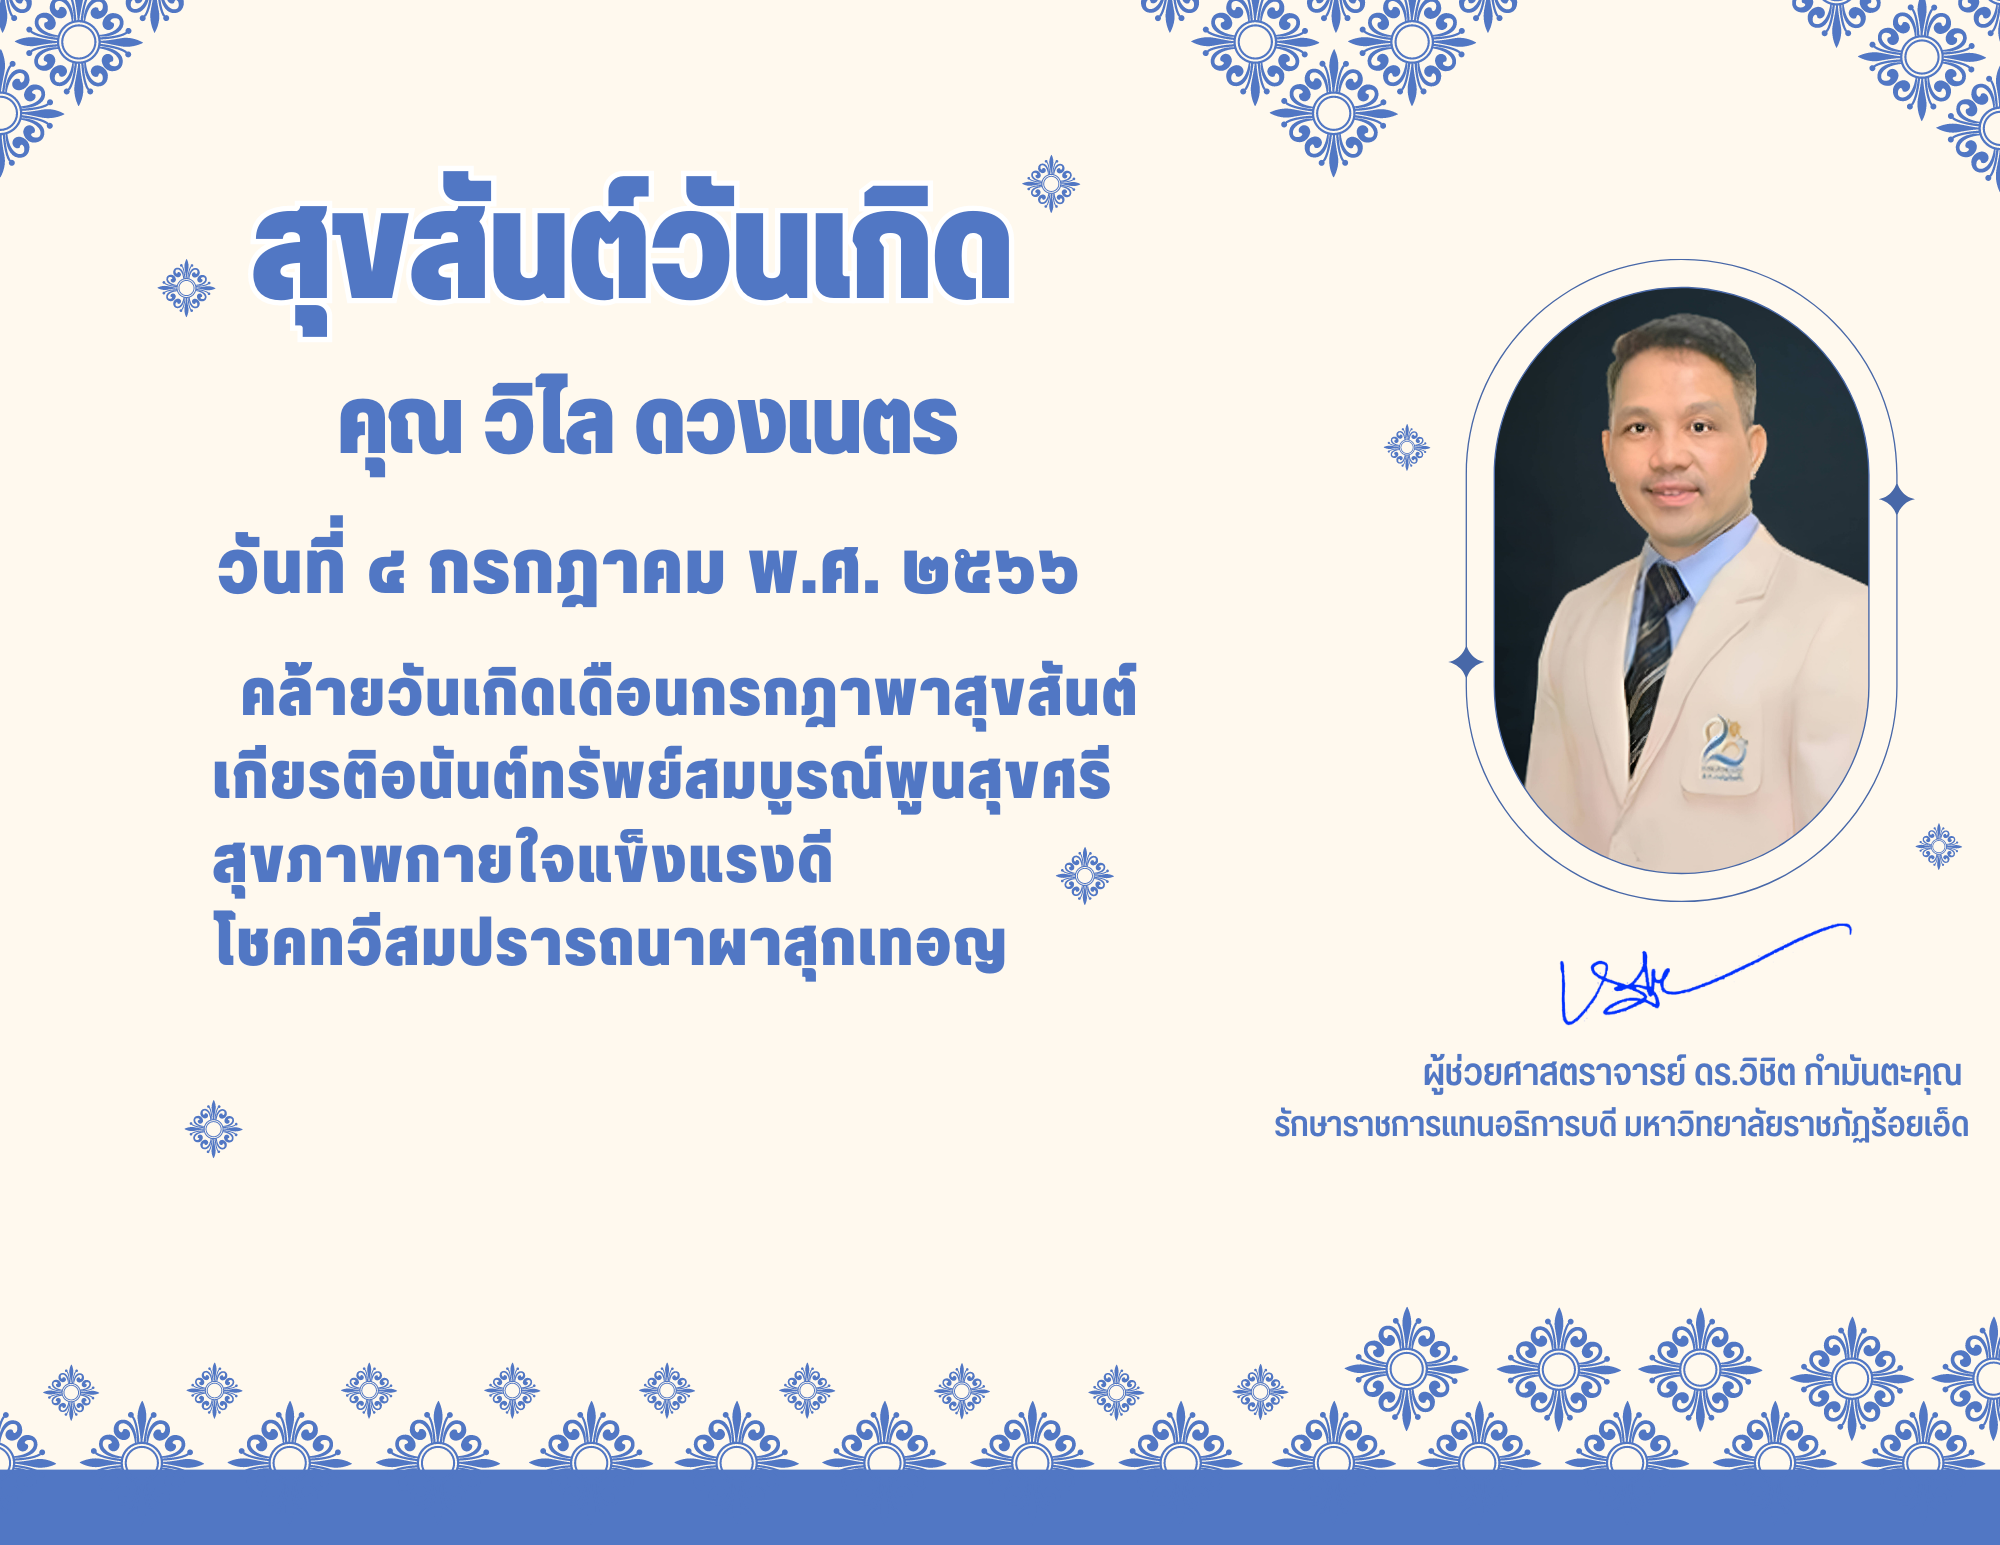 สุขสันต์วันเกิด
คุณ วิไล ดวงเนตร
วันที่ ๔ กรกฎาคม พ.ศ. ๒๕๖๖
คล้ายวันเกิดเดือนกรกฎาพาสุขสันต์
เกียรติอนันต์ทรัพย์สมบูรณ์พูนสุขศรี
สุขภาพกายใจแข็งแรงดี
โชคทวีสมปรารถนาผาสุกเทอญ
ผู้ช่วยศาสตราจารย์ ดร.วิชิต กำมันตะคุณ
รักษาราชการแทนอธิการบดี มหาวิทยาลัยราชภัฏร้อยเอ็ด